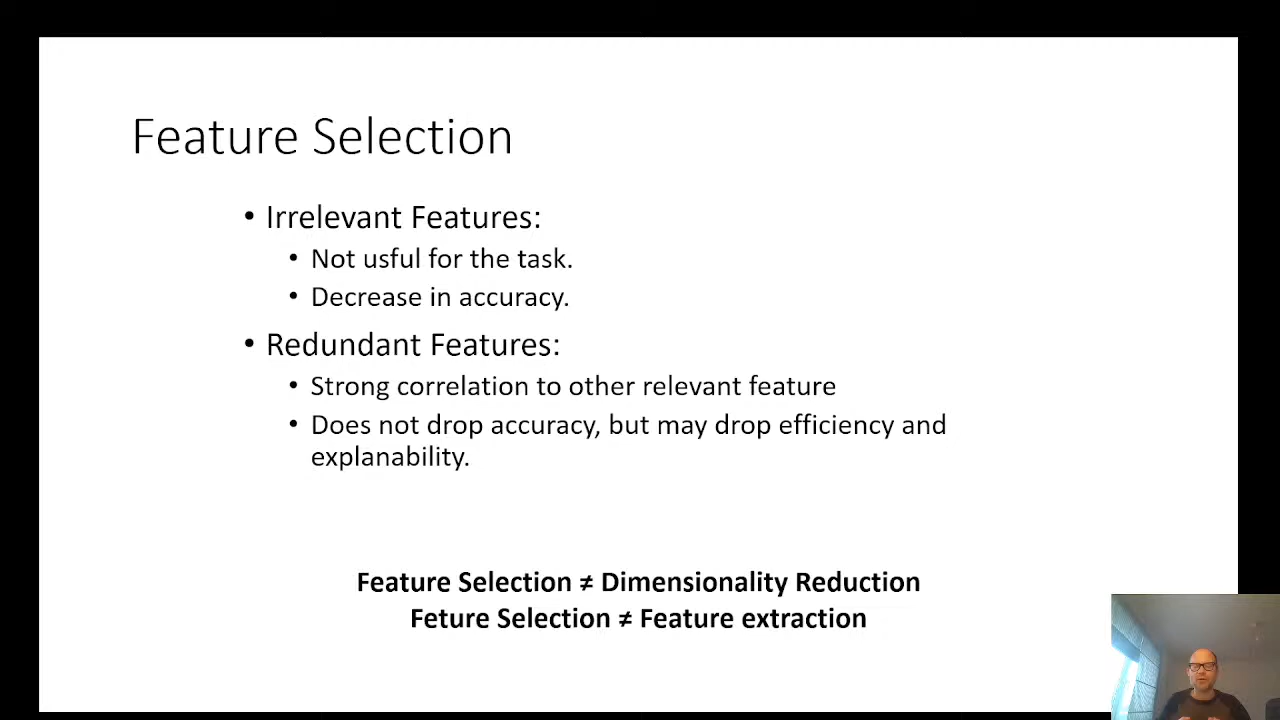 Feature Selection
• Irrelevant Features:
• Not usful for the task.
• Decrease in accuracy.
• Redundant Features:
• Strong correlation to other relevant feature
• Does not drop accuracy, but may drop efficiency and
explanability.
Feature Selection ≠ Dimensionality Reduction
Feture Selection ≠ Feature extraction